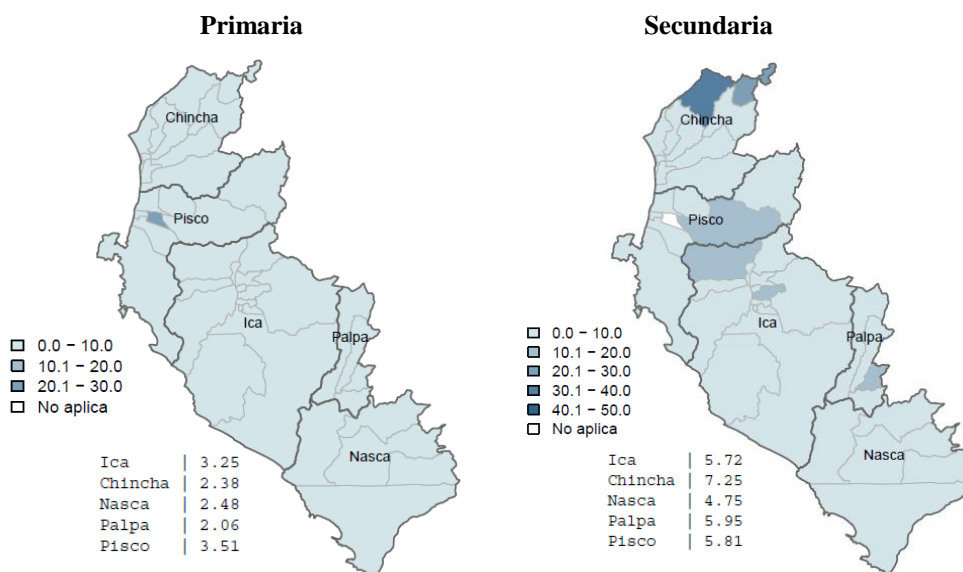 Primaria
Chincha
Pisco
Ica
Palpa
Nasca
0.0 – 10.0
10.1 – 20.0
20.1 – 30.0
No aplica
Ica | 3.25
Chincha | 2.38
Nasca | 2.48
Palpa | 2.06
Pisco | 3.51
Secundaria
Chincha
Pisco
Ica
Palpa
Nasca
0.0 – 10.0
10.1 – 20.0
20.1 – 30.0
30.1 – 40.0
40.1 – 50.0
No aplica
Ica | 5.72
Chincha | 7.25
Nasca | 4.75
Palpa | 5.95
Pisco | 5.81